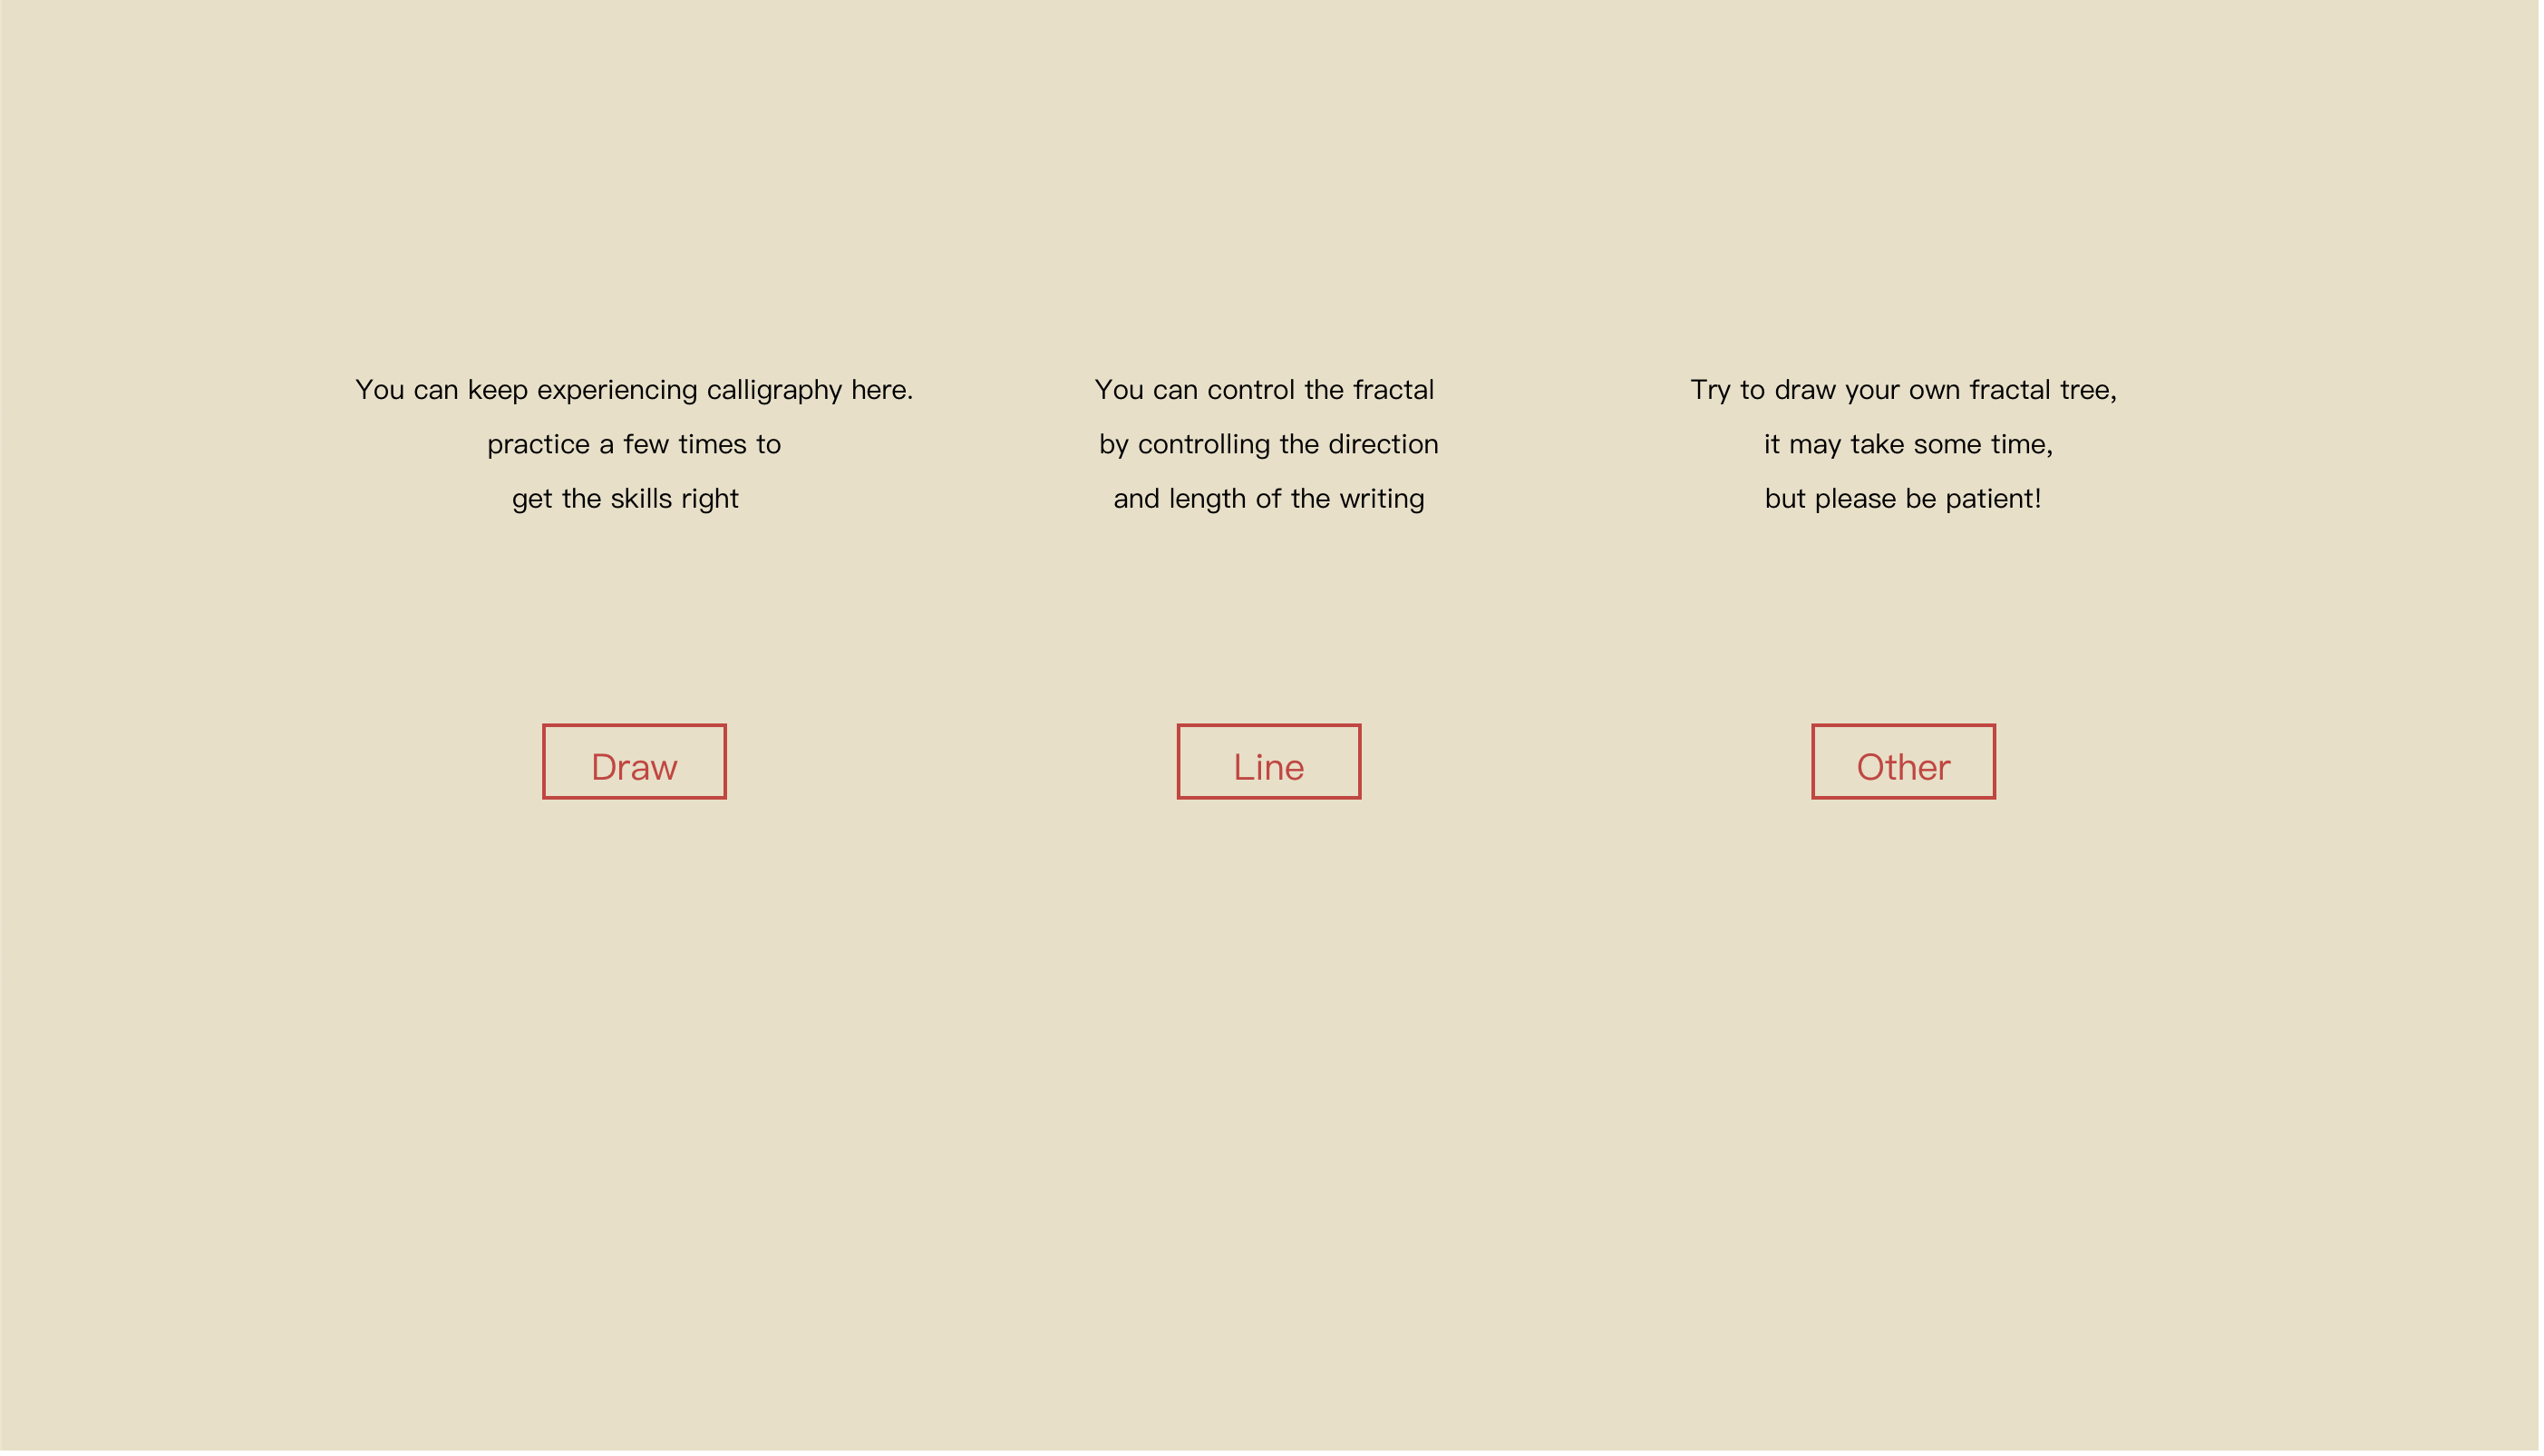 You can keep experiencing calligraphy here.
practice a few times to
get the skills right
You can control the fractal
by controlling the direction
and length of the writing
Try to draw your own fractal tree,
it may take some time,
but please be patient!
Draw
Line
Other